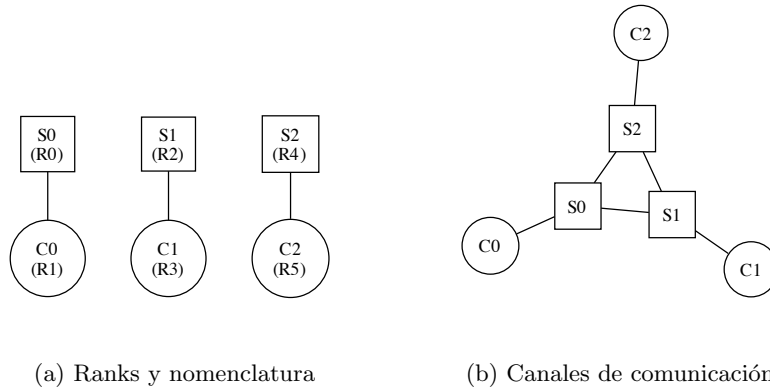 S0
(R0)
S1
(R2)
S2
(R4)
C0
(R1)
C1
(R3)
C2
(R5)
(a) Ranks y nomenclatura
C2
S2
S0
S1
C0
C1
(b) Canales de comunicación